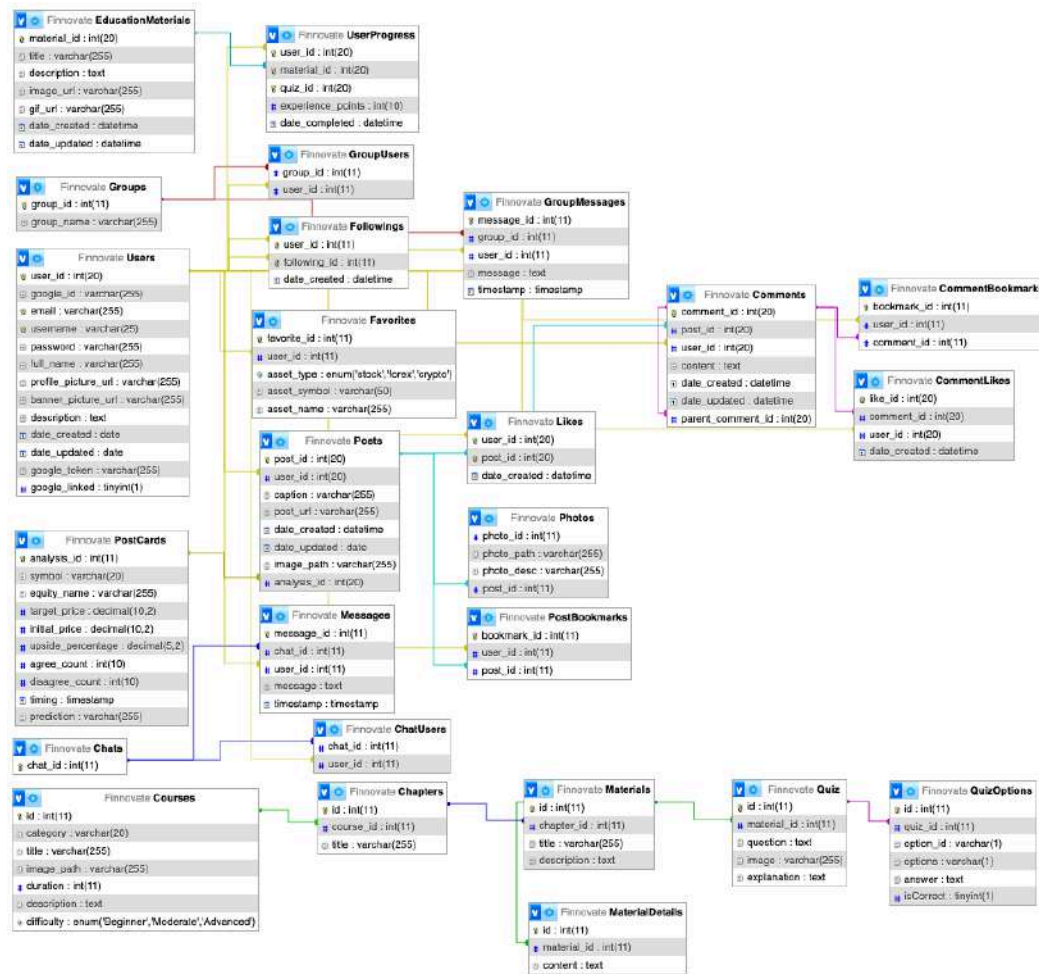 Finnovate EducationMaterials
material_id : int(20)
title : varchar(255)
description : text
image_url : varchar(255)
gif_url : varchar(255)
date_created : datetime
date_updated : datetime
Finnovate UserProgress
user_id : int(20)
material_id : int(20)
quiz_id : int(20)
experience_points : int(10)
date_completed : datetime
Finnovate Groups
group_id : int(11)
group_name : varchar(255)
Finnovate GroupUsers
group_id : int(11)
user_id : int(11)
Finnovate Followings
user_id : int(11)
following_id : int(11)
date_created : datetime
Finnovate GroupMessages
message_id : int(11)
group_id : int(11)
user_id : int(11)
message : text
timestamp : timestamp
Finnovate Users
user_id : int(20)
google_id : varchar(255)
email : varchar(255)
username : varchar(25)
password : varchar(255)
full_name : varchar(255)
profile_picture_url : varchar(255)
banner_picture_url : varchar(255)
description : text
date_created : date
date_updated : date
google_token : varchar(255)
google_linked : tinyint(1)
Finnovate Favorites
favorite_id : int(11)
user_id : int(11)
asset_type : enum('stock','forex','crypto')
asset_symbol : varchar(50)
asset_name : varchar(255)
Finnovate Comments
comment_id : int(20)
post_id : int(20)
user_id : int(20)
content : text
date_created : datetime
date_updated : datetime
parent_comment_id : int(20)
Finnovate CommentBookmark
bookmark_id : int(11)
user_id : int(11)
comment_id : int(11)
Finnovate CommentLikes
like_id : int(20)
comment_id : int(20)
user_id : int(20)
date_created : datetime
Finnovate Posts
post_id : int(20)
user_id : int(20)
caption : varchar(255)
post_url : varchar(255)
date_created : datetime
date_updated : date
image_path : varchar(255)
analysis_id : int(20)
Finnovate Likes
user_id : int(20)
post_id : int(20)
date_created : datetime
Finnovate Photos
photo_id : int(11)
photo_path : varchar(255)
photo_desc : varchar(255)
post_id : int(11)
Finnovate PostCards
analysis_id : int(11)
symbol : varchar(20)
equity_name : varchar(255)
target_price : decimal(10,2)
initial_price : decimal(10,2)
upside_percentage : decimal(5,2)
agree_count : int(10)
disagree_count : int(10)
timing : timestamp
prediction : varchar(255)
Finnovate Messages
message_id : int(11)
chat_id : int(11)
user_id : int(11)
message : text
timestamp : timestamp
Finnovate PostBookmarks
bookmark_id : int(11)
user_id : int(11)
post_id : int(11)
Finnovate Chats
chat_id : int(11)
Finnovate ChatUsers
chat_id : int(11)
user_id : int(11)
Finnovate Courses
id : int(11)
category : varchar(20)
title : varchar(255)
image_path : varchar(255)
duration : int(11)
description : text
difficulty : enum('Beginner','Moderate','Advanced')
Finnovate Chapters
id : int(11)
course_id : int(11)
title : varchar(255)
Finnovate Materials
id : int(11)
chapter_id : int(11)
title : varchar(255)
description : text
Finnovate Quiz
id : int(11)
material_id : int(11)
question : text
image : varchar(255)
explanation : text
Finnovate QuizOptions
id : int(11)
quiz_id : int(11)
option_id : varchar(1)
options : varchar(1)
answer : text
isCorrect : tinyint(1)
Finnovate MaterialDetails
id : int(11)
material_id : int(11)
content : text